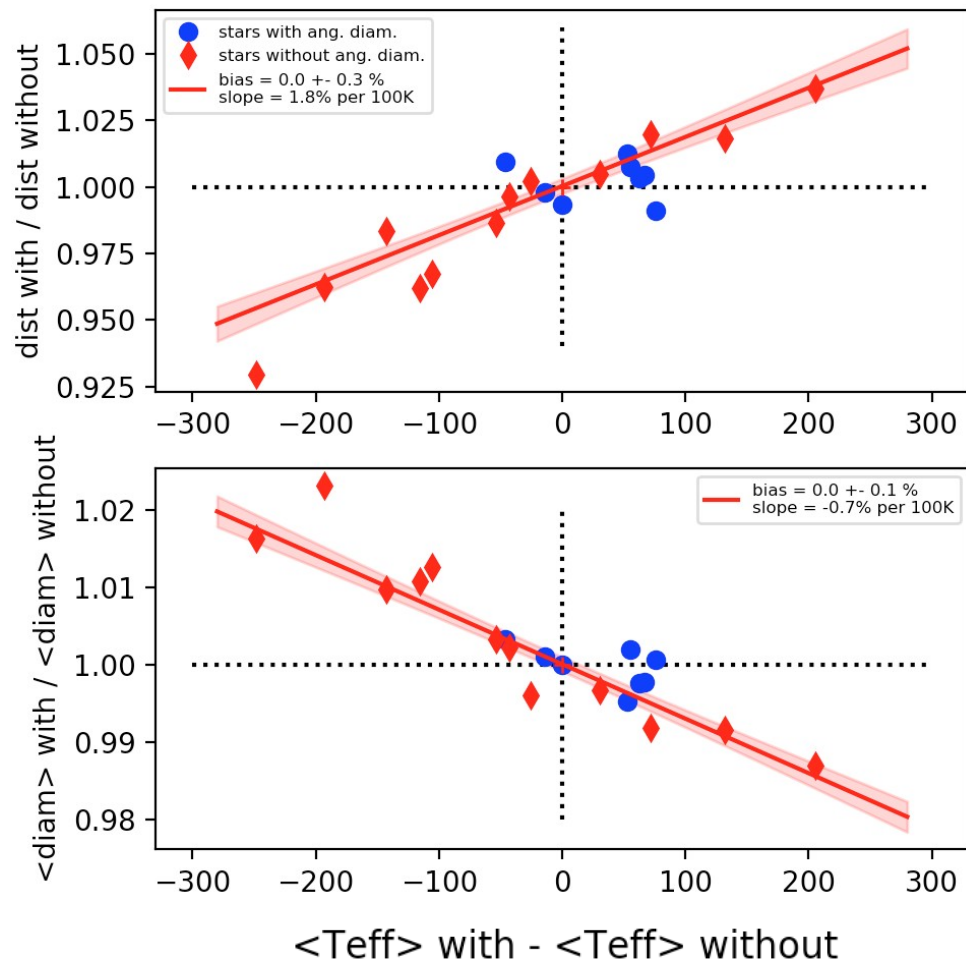 dist with / dist without
1.050
1.025
1.000
0.975
0.950
0.925
stars with ang. diam.
stars without ang. diam.
bias = 0.0 +- 0.3 %
slope = 1.8% per 100K
−300 −200 −100 0 100 200 300
<diam> with / <diam> without
1.02
1.01
1.00
0.99
0.98
bias = 0.0 +- 0.1 %
slope = -0.7% per 100K
−300 −200 −100 0 100 200 300
<Teff> with - <Teff> without